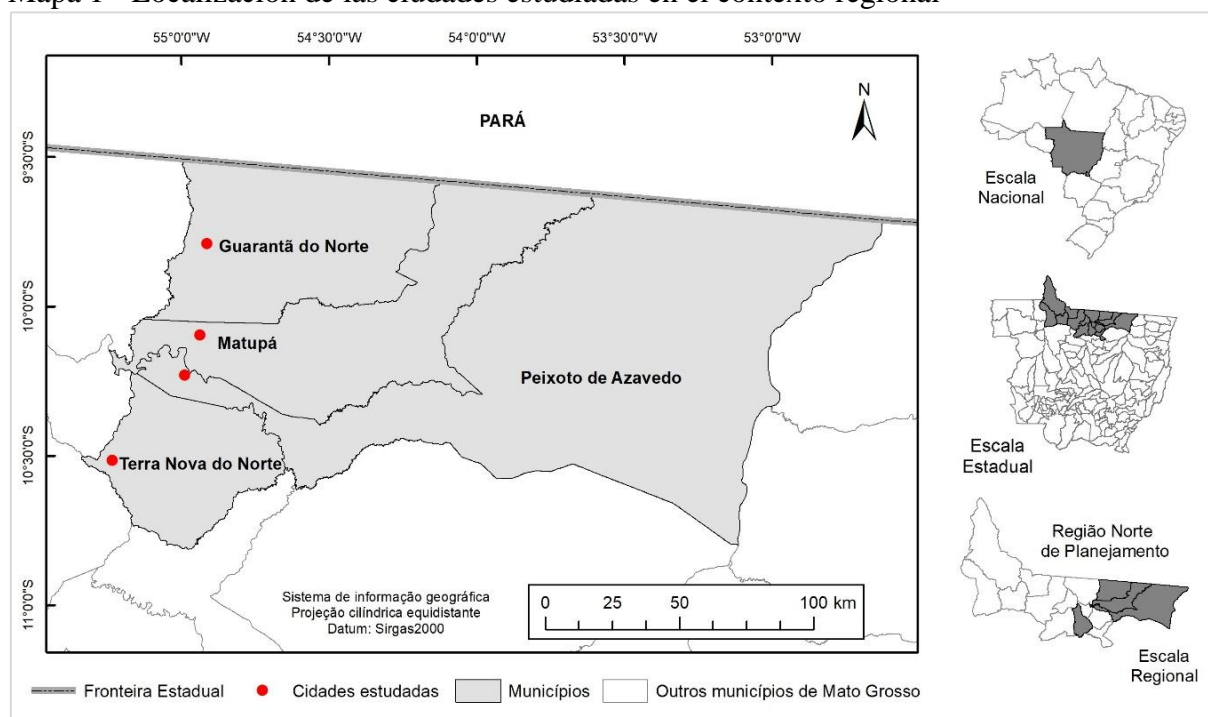 Mapa 1 - Localización de las ciudades estudiadas en el contexto regional
55°0'0"W 54°30'0"W 54°0'0"W 53°30'0"W 53°0'0"W
N
PARÁ
9°30'0"S
10°0'0"S
10°30'0"S
11°0'0"S
Guarantã do Norte
Matupá
Peixoto de Azavedo
Terra Nova do Norte
Sistema de informação geográfica
Projeção cilíndrica equidistante
Datum: Sirgas2000
0 25 50 100 km
Escala
Nacional
Escala
Estadual
Região Norte
de Planejamento
Escala
Regional
Fronteira Estadual Cidades estudadas Municípios Outros municípios de Mato Grosso